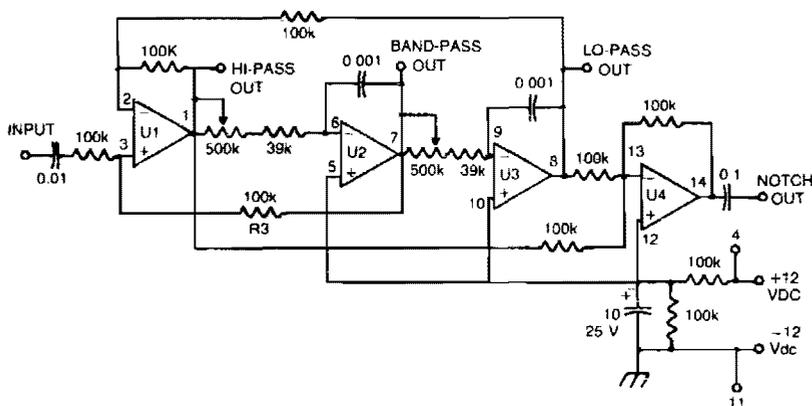 100k
100K
HI-PASS
OUT
0 001
BAND-PASS
OUT
0 001
LO-PASS
OUT
100k
INPUT
0.01
100k
2
3
1
U1
500k
39k
6
5
7
U2
500k
39k
9
10
8
U3
100k
13
12
14
U4
0 1
NOTCH
OUT
100k
R3
100k
100k
4
+12
VDC
+
10
25 V
100k
-12
Vdc
11